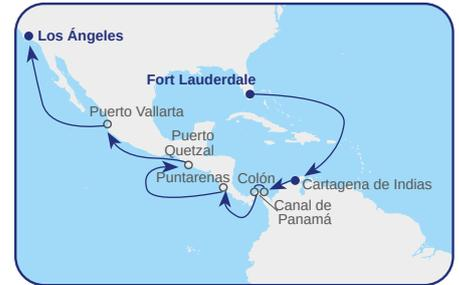 Los Ángeles
Fort Lauderdale
Puerto Vallarta
Puerto
Quetzal
Puntarenas
Colón
Cartagena de Indias
Canal de
Panamá